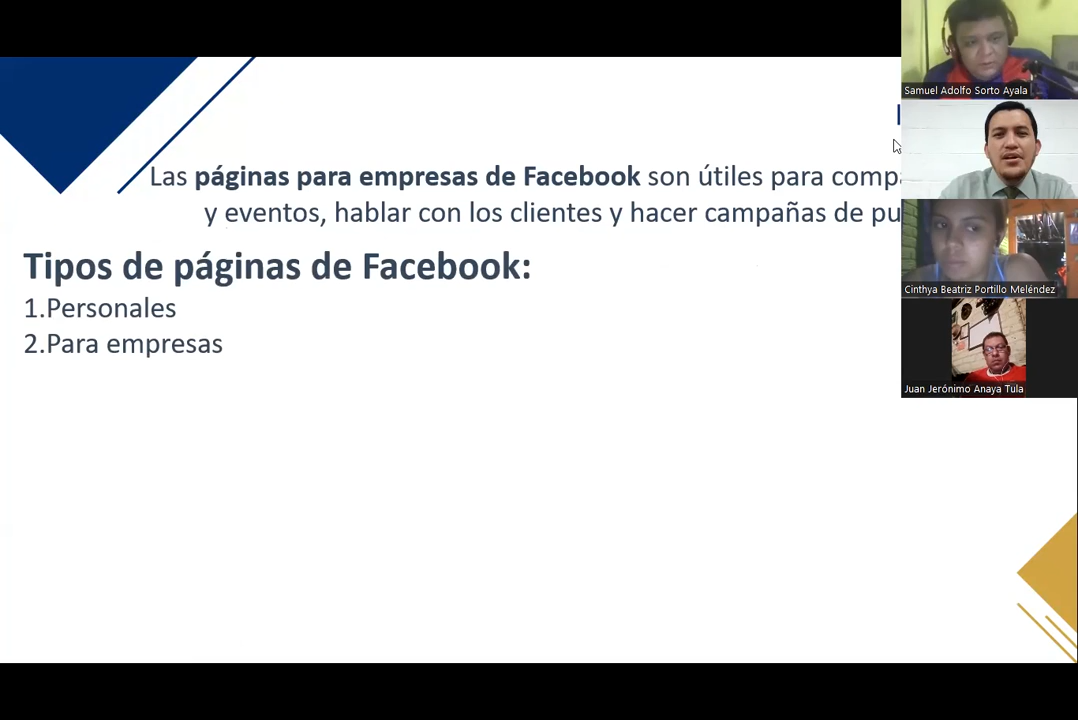 Las páginas para empresas de Facebook son útiles para
y eventos, hablar con los clientes y hacer campañas de
Tipos de páginas de Facebook:
1.Personales
2.Para empresas
Samuel Adolfo Sorto Ayala
Cinthya Beatriz Portillo Meléndez
Juan Jerónimo Anaya Tula